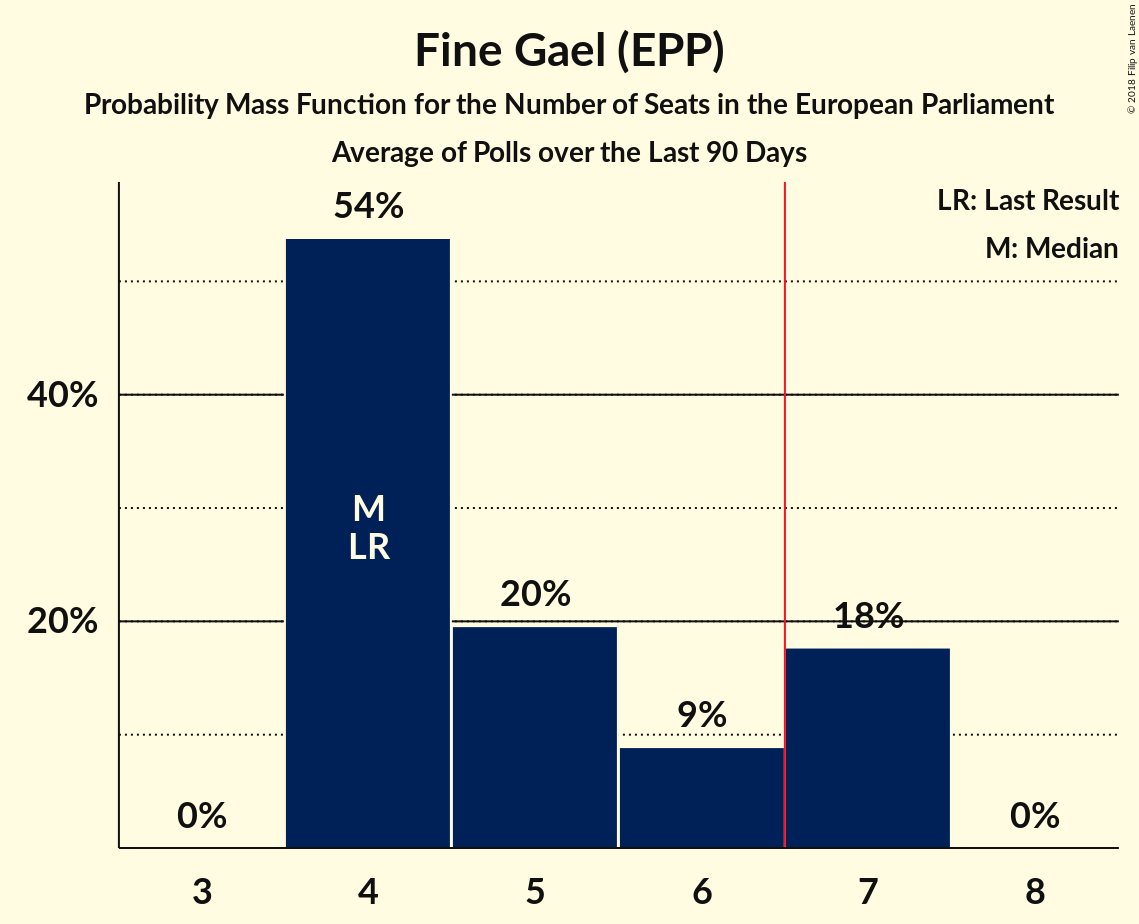 Fine Gael (EPP)
Probability Mass Function for the Number of Seats in the European Parliament
Average of Polls over the Last 90 Days
© 2018 Filip van Laenen
LR: Last Result
M: Median
54%
40%
M
LR
20%
20%
18%
9%
0%
0%
3 4 5 6 7 8